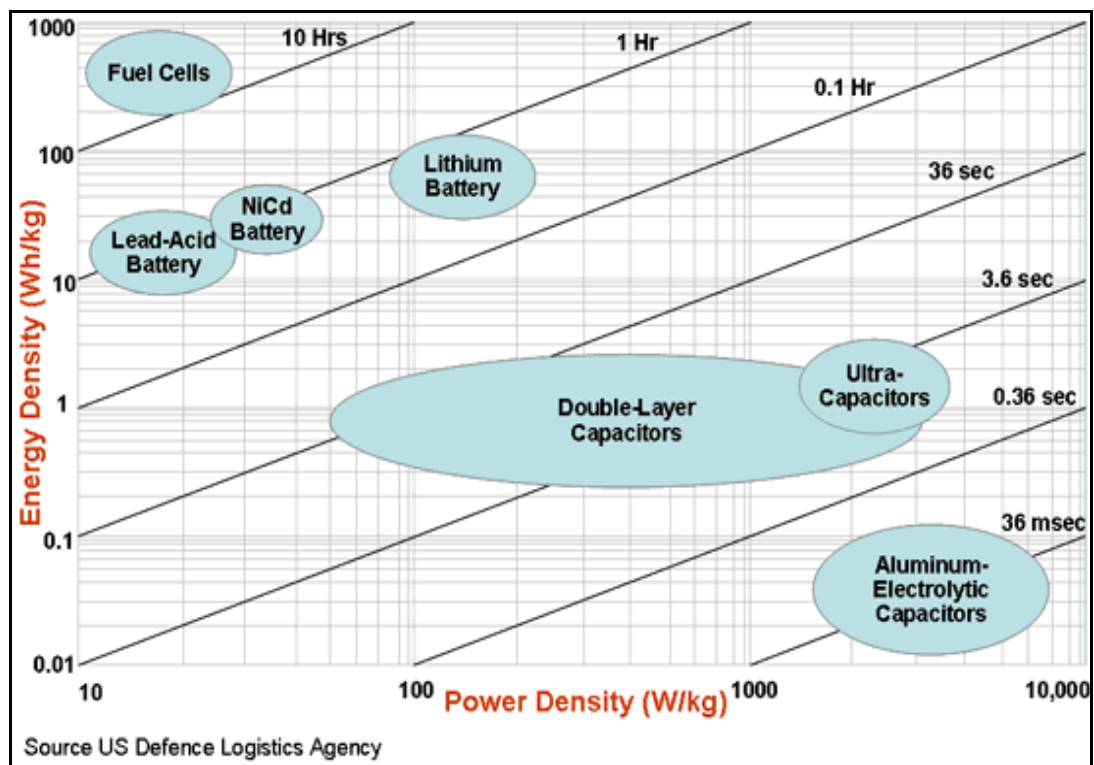 1000
10 Hrs
1 Hr
Fuel Cells
0.1 Hr
100
Lithium
Battery
36 sec
NiCd
Battery
Lead-Acid
Battery
10
3.6 sec
Ultra-
Capacitors
1
Double-Layer
Capacitors
0.36 sec
Energy Density (Wh/kg)
0.1
36 msec
Aluminum-
Electrolytic
Capacitors
0.01
10
100
1000
10,000
Power Density (W/kg)
Source US Defence Logistics Agency